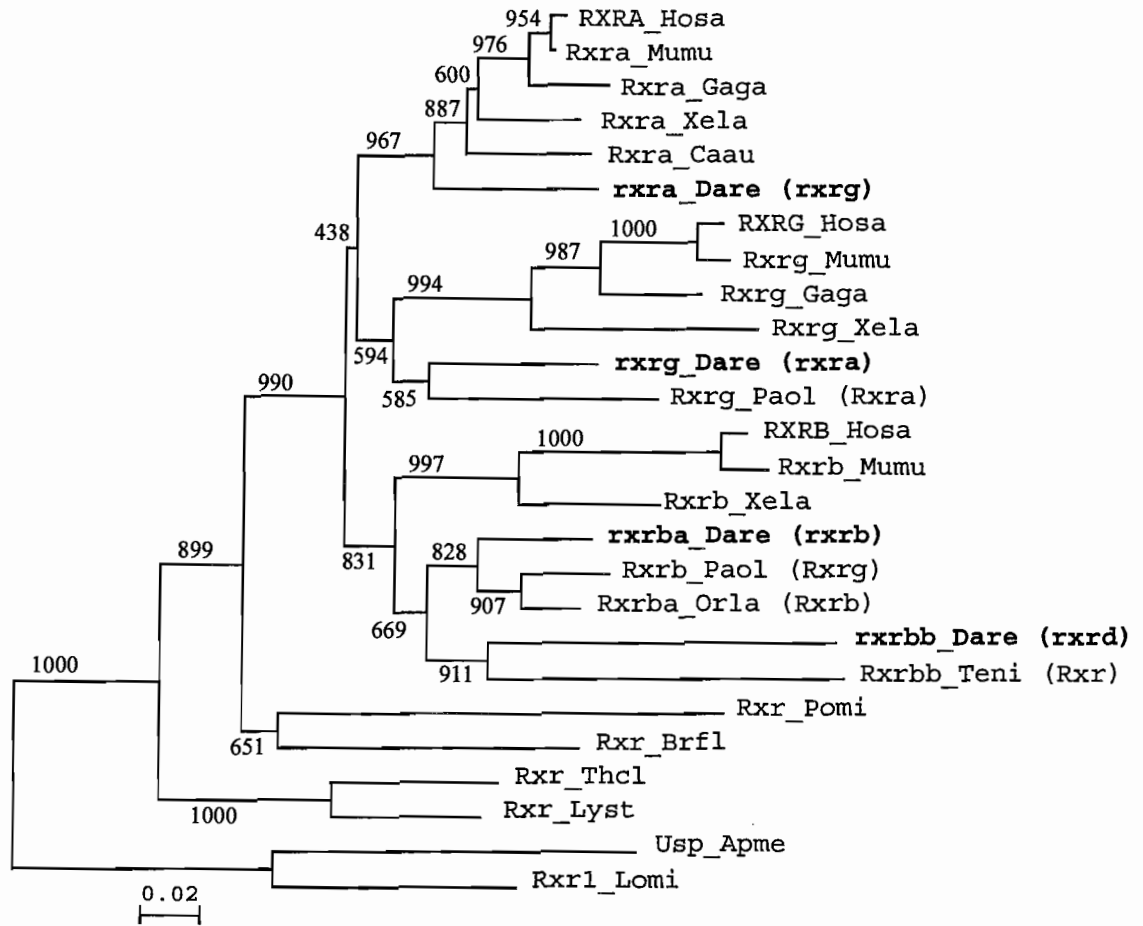 954
RXRA_Hosa
976
Rxra_Mumu
600
Rxra_Gaga
887
Rxra_Xela
967
Rxra_Caau
rxra_Dare (rxrg)
438
1000
RXRG_Hosa
987
Rxrg_Mumu
994
Rxrg_Gaga
Rxrg_Xela
594
rxrg_Dare (rxra)
990
585
Rxrg_Paol (Rxra)
1000
RXRB_Hosa
997
Rxrb_Mumu
Rxrb_Xela
899
831
828
rxrba_Dare (rxrb)
Rxrb_Paol (Rxrg)
907
Rxrba_Orla (Rxrb)
669
rxrbb_Dare (rxrd)
1000
911
Rxrbb_Teni (Rxr)
Rxr_Pomi
651
Rxr_Brfl
Rxr_Thcl
1000
Rxr_Lyst
Usp_Apme
Rxr1_Lomi
0.02